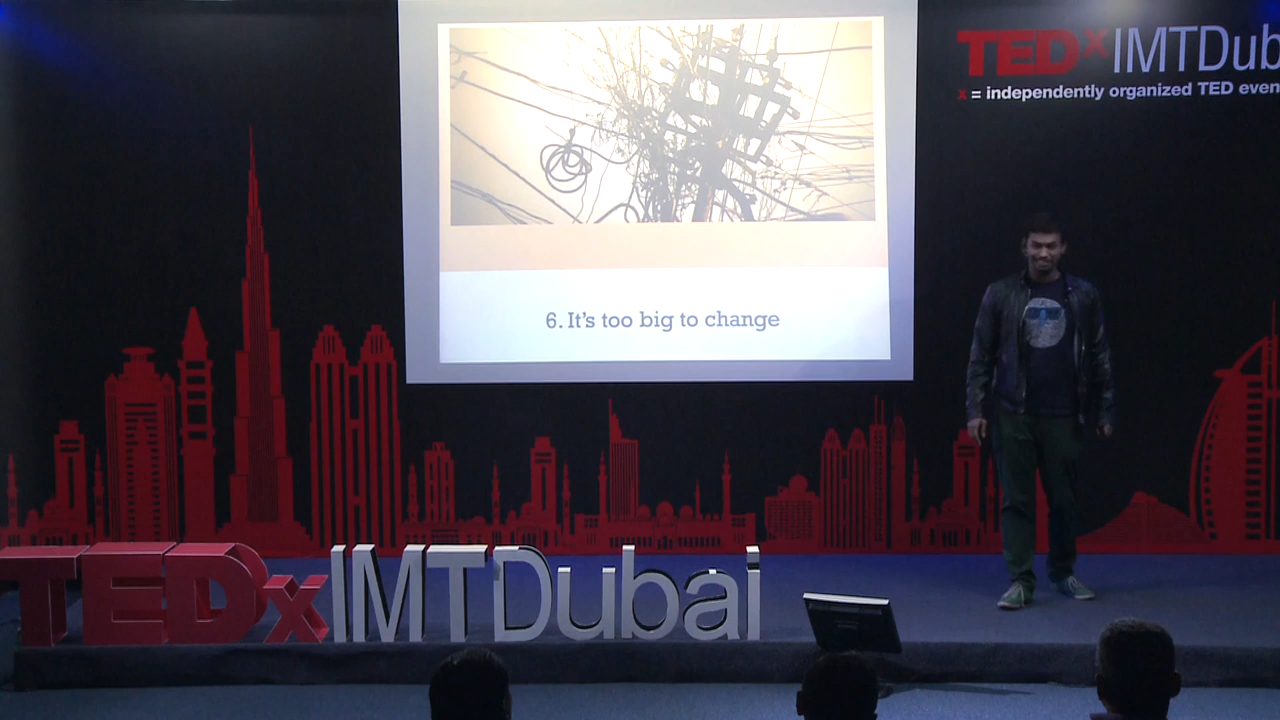 TEDxIMTDub
x = independently organized TED even
6. It's too big to change
TEDxIMTDubai